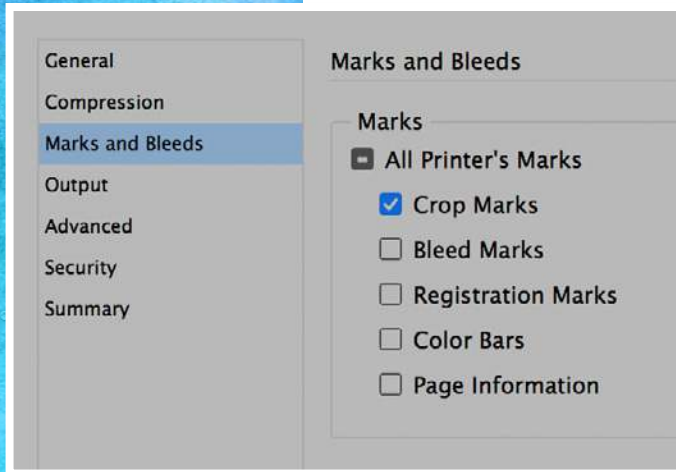 General
Compression
Marks and Bleeds
Output
Advanced
Security
Summary
Marks and Bleeds
Marks
All Printer's Marks
Crop Marks
Bleed Marks
Registration Marks
Color Bars
Page Information